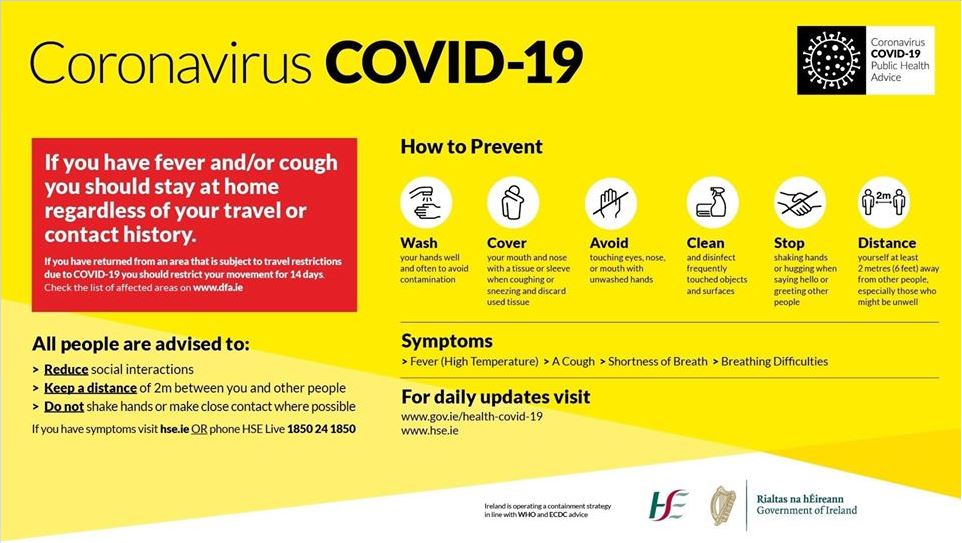 Coronavirus COVID-19
Coronavirus
COVID-19
Public Health
Advice
If you have fever and/or cough
you should stay at home
regardless of your travel or
contact history.
If you have returned from an area that is subject to travel restrictions
due to COVID-19 you should restrict your movement for 14 days.
Check the list of affected areas on www.dfa.ie
All people are advised to:
> Reduce social interactions
> Keep a distance of 2m between you and other people
> Do not shake hands or make close contact where possible
If you have symptoms visit hse.ie OR phone HSE Live 1850 24 1850
How to Prevent
Wash
your hands well
and often to avoid
contamination
Cover
your mouth and nose
with a tissue or sleeve
when coughing or
sneezing and discard
used tissue
Avoid
touching eyes, nose,
or mouth with
unwashed hands
Clean
and disinfect
frequently
touched objects
and surfaces
Stop
shaking hands
or hugging when
saying hello or
greeting other
people
2m
Distance
yourself at least
2 metres (6 feet) away
from other people,
especially those who
might be unwell
Symptoms
> Fever (High Temperature) > A Cough > Shortness of Breath > Breathing Difficulties
For daily updates visit
www.gov.ie/health-covid-19
www.hse.ie
Ireland is operating a containment strategy
in line with WHO and ECDC advice
HSE
Rialtas na hÉireann
Government of Ireland